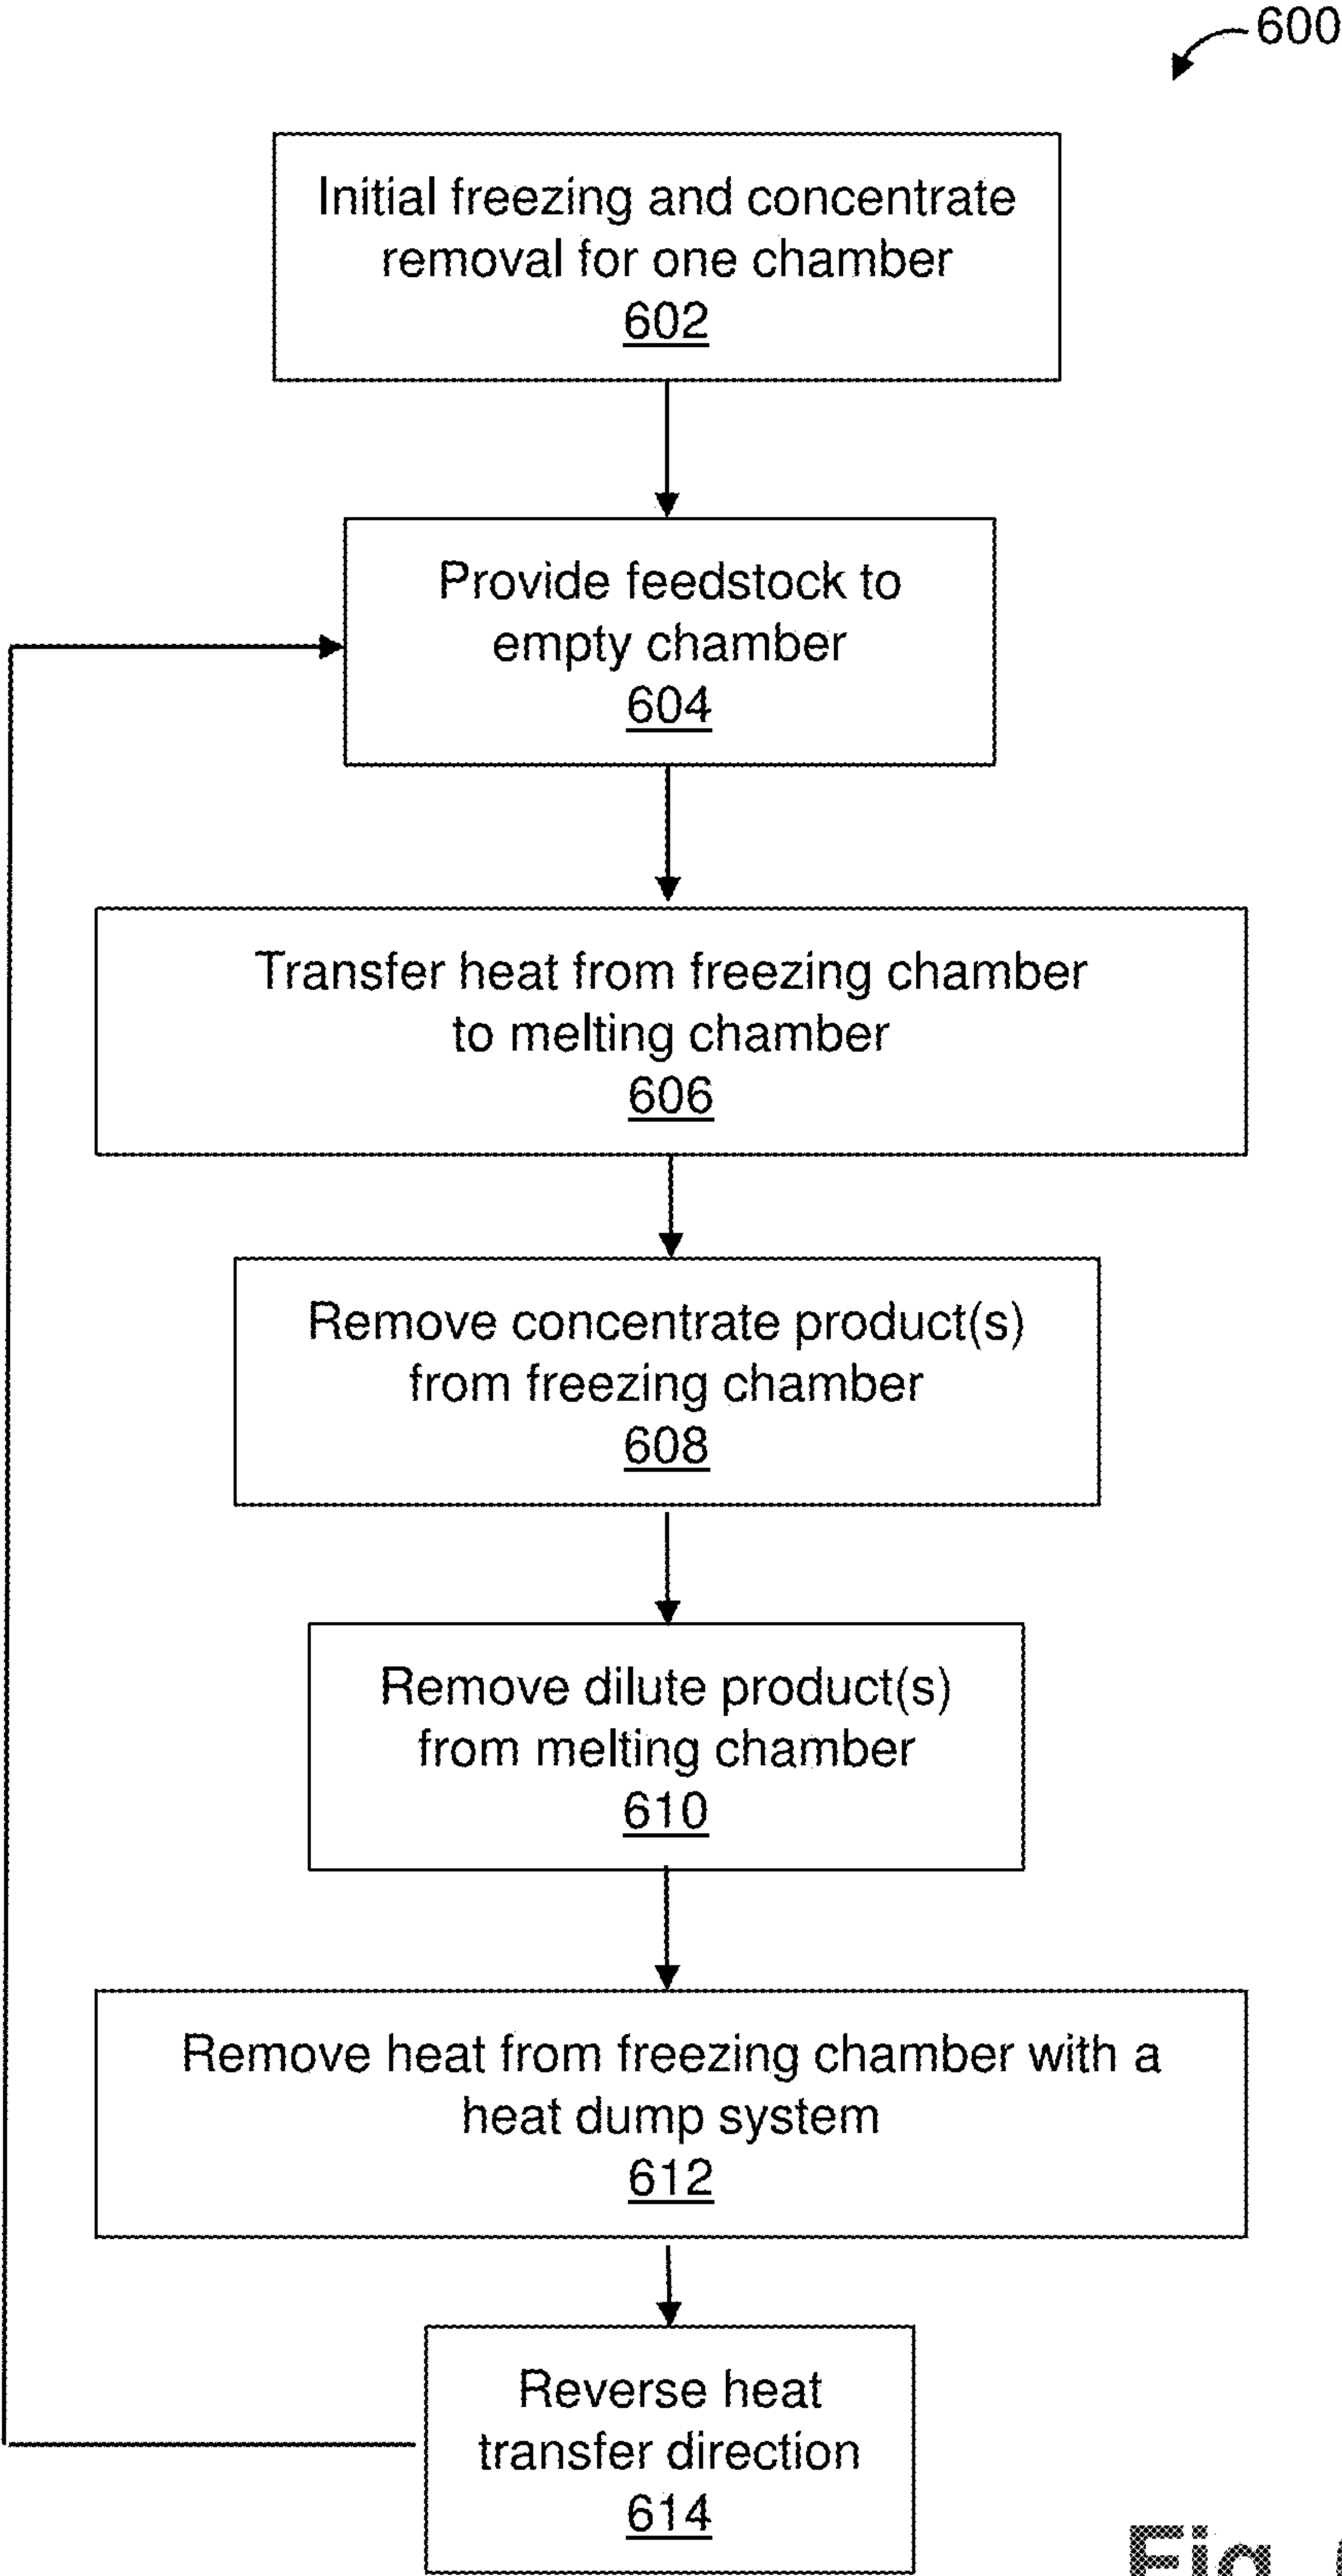 600
Initial freezing and concentrate
removal for one chamber
602
Provide feedstock to
empty chamber
604
Transfer heat from freezing chamber
to melting chamber
606
Remove concentrate product(s)
from freezing chamber
608
Remove dilute product(s)
from melting chamber
610
Remove heat from freezing chamber with a
heat dump system
612
Reverse heat
transfer direction
614
Fig.